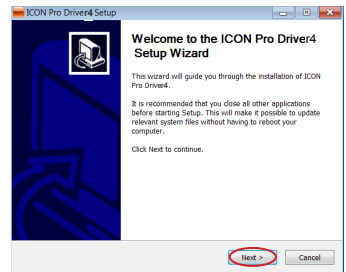 ICON Pro Driver4 Setup
Welcome to the ICON Pro Driver4
Setup Wizard
This wizard will guide you through the installation of ICON
Pro Driver4.
It is recommended that you close all other applications
before starting Setup. This will make it possible to update
relevant system files without having to reboot your
computer.
Click Next to continue.
Next >
Cancel